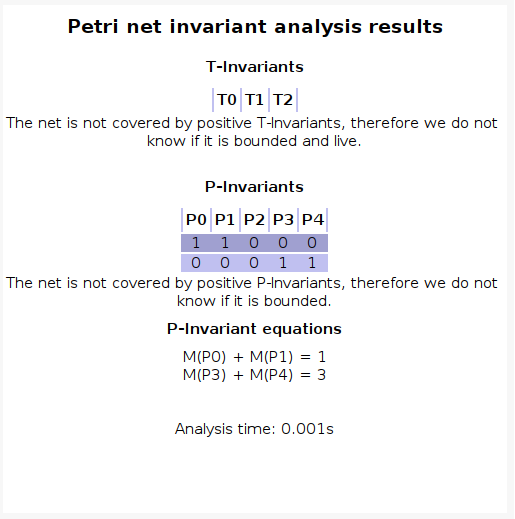 Petri net invariant analysis results
T-Invariants
T0 T1 T2
The net is not covered by positive T-Invariants, therefore we do not
know if it is bounded and live.
P-Invariants
P0 P1 P2 P3 P4
1 1 0 0 0
0 0 0 1 1
The net is not covered by positive P-Invariants, therefore we do not
know if it is bounded.
P-Invariant equations
M(P0) + M(P1) = 1
M(P3) + M(P4) = 3
Analysis time: 0.001s